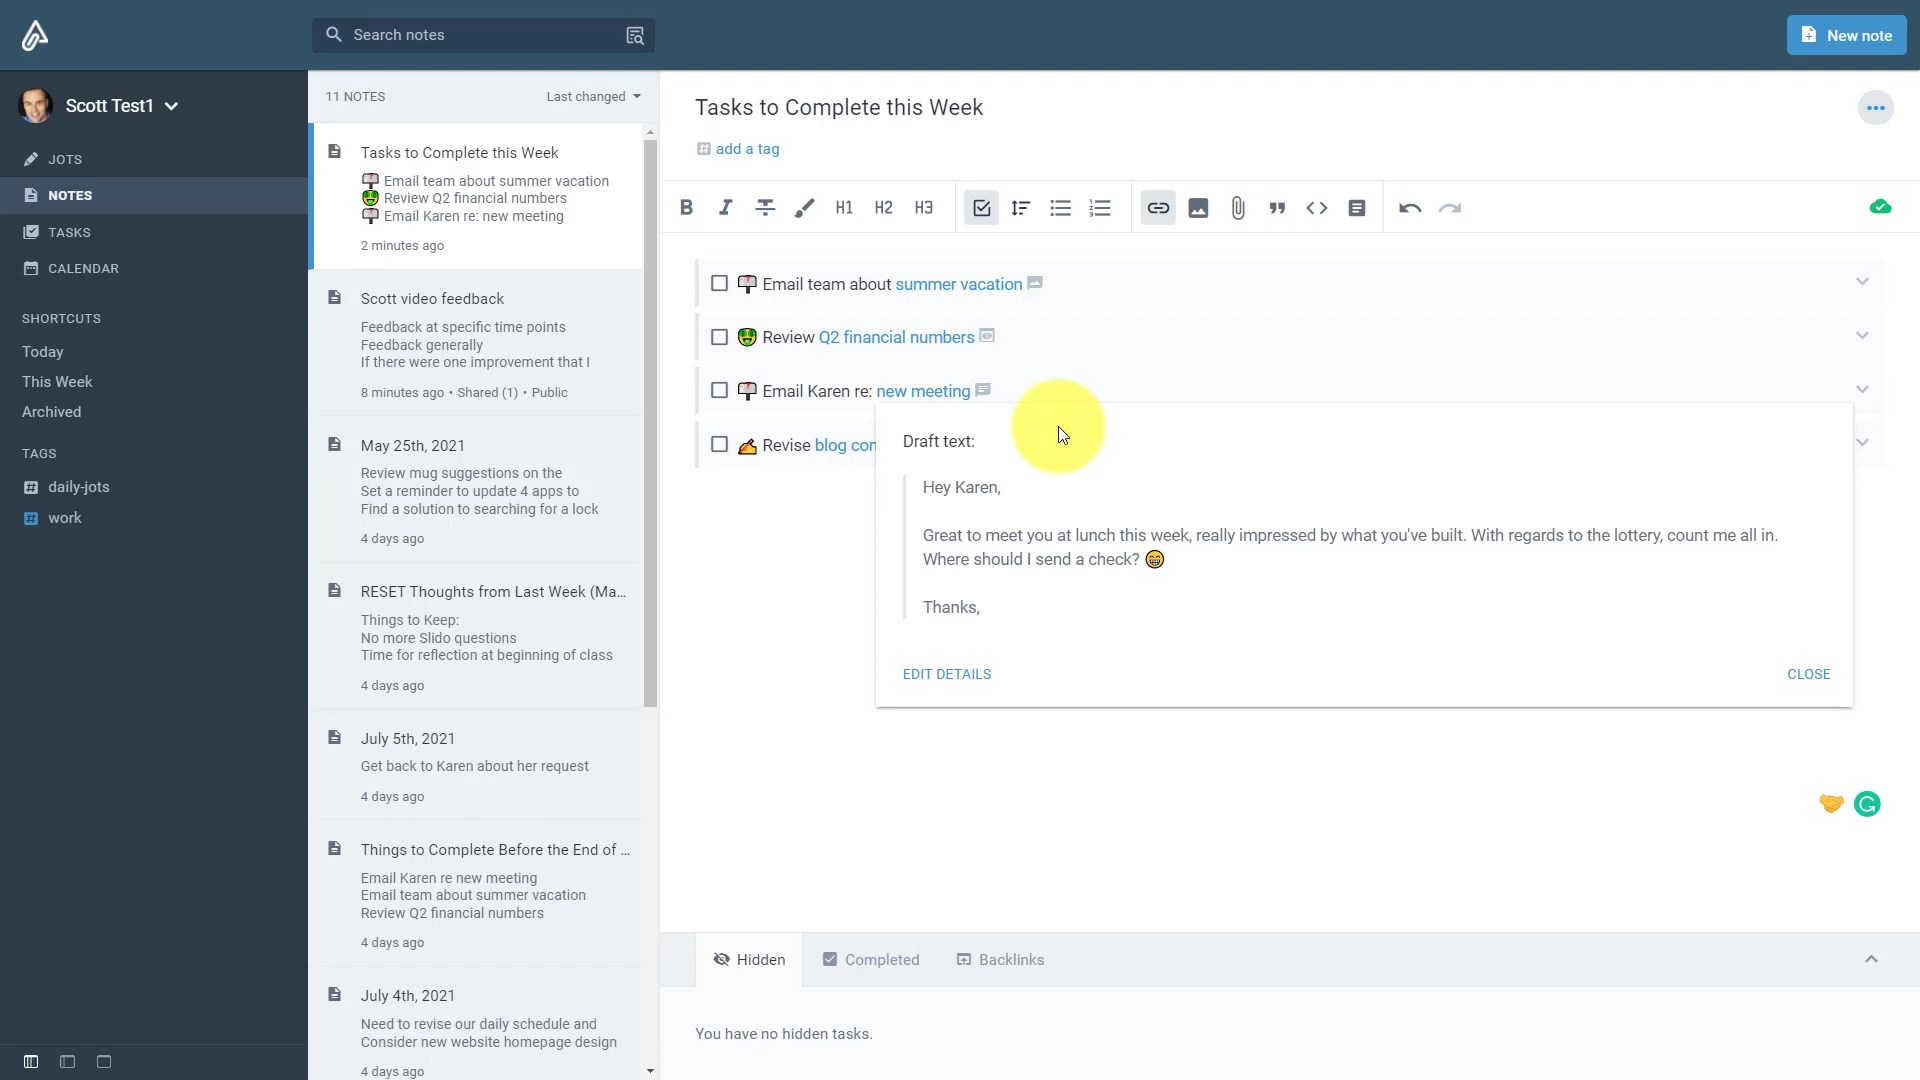 Search notes
New note
Scott Test1
JOTS
NOTES
TASKS
CALENDAR
SHORTCUTS
Today
This Week
Archived
TAGS
daily-jots
work
11 NOTES
Last changed
Tasks to Complete this Week
Email team about summer vacation
Review Q2 financial numbers
Email Karen re: new meeting
2 minutes ago
Scott video feedback
Feedback at specific time points
Feedback generally
If there were one improvement that I
8 minutes ago • Shared (1) • Public
May 25th, 2021
Review mug suggestions on the
Set a reminder to update 4 apps to
Find a solution to searching for a lock
4 days ago
RESET Thoughts from Last Week (Ma...
Things to Keep:
No more Slido questions
Time for reflection at beginning of class
4 days ago
July 5th, 2021
Get back to Karen about her request
4 days ago
Things to Complete Before the End of ...
Email Karen re new meeting
Email team about summer vacation
Review Q2 financial numbers
4 days ago
July 4th, 2021
Need to revise our daily schedule and
Consider new website homepage design
4 days ago
Tasks to Complete this Week
# add a tag
B I H1 H2 H3
Email team about summer vacation
Review Q2 financial numbers
Email Karen re: new meeting
Revise blog con
Draft text:
Hey Karen,
Great to meet you at lunch this week, really impressed by what you've built. With regards to the lottery, count me all in.
Where should I send a check? 😁
Thanks,
EDIT DETAILS
CLOSE
Hidden
Completed
Backlinks
You have no hidden tasks.